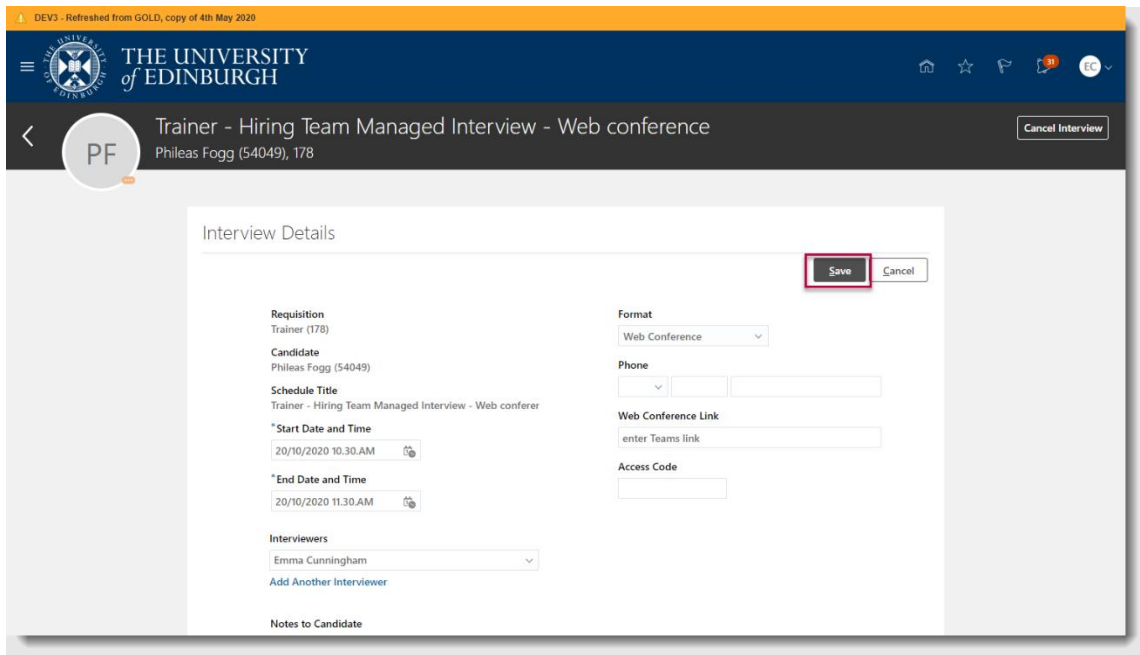 DEV3 - Refreshed from GOLD, copy of 4th May 2020
THE UNIVERSITY
of EDINBURGH
31
EC
Trainer - Hiring Team Managed Interview - Web conference
Cancel Interview
PF
Phileas Fogg (54049), 178
Interview Details
Save
Cancel
Requisition
Trainer (178)
Candidate
Phileas Fogg (54049)
Schedule Title
Trainer - Hiring Team Managed Interview - Web conferer
*Start Date and Time
20/10/2020 10.30.AM
*End Date and Time
20/10/2020 11.30.AM
Interviewers
Emma Cunningham
Add Another Interviewer
Notes to Candidate
Format
Web Conference
Phone
Web Conference Link
enter Teams link
Access Code